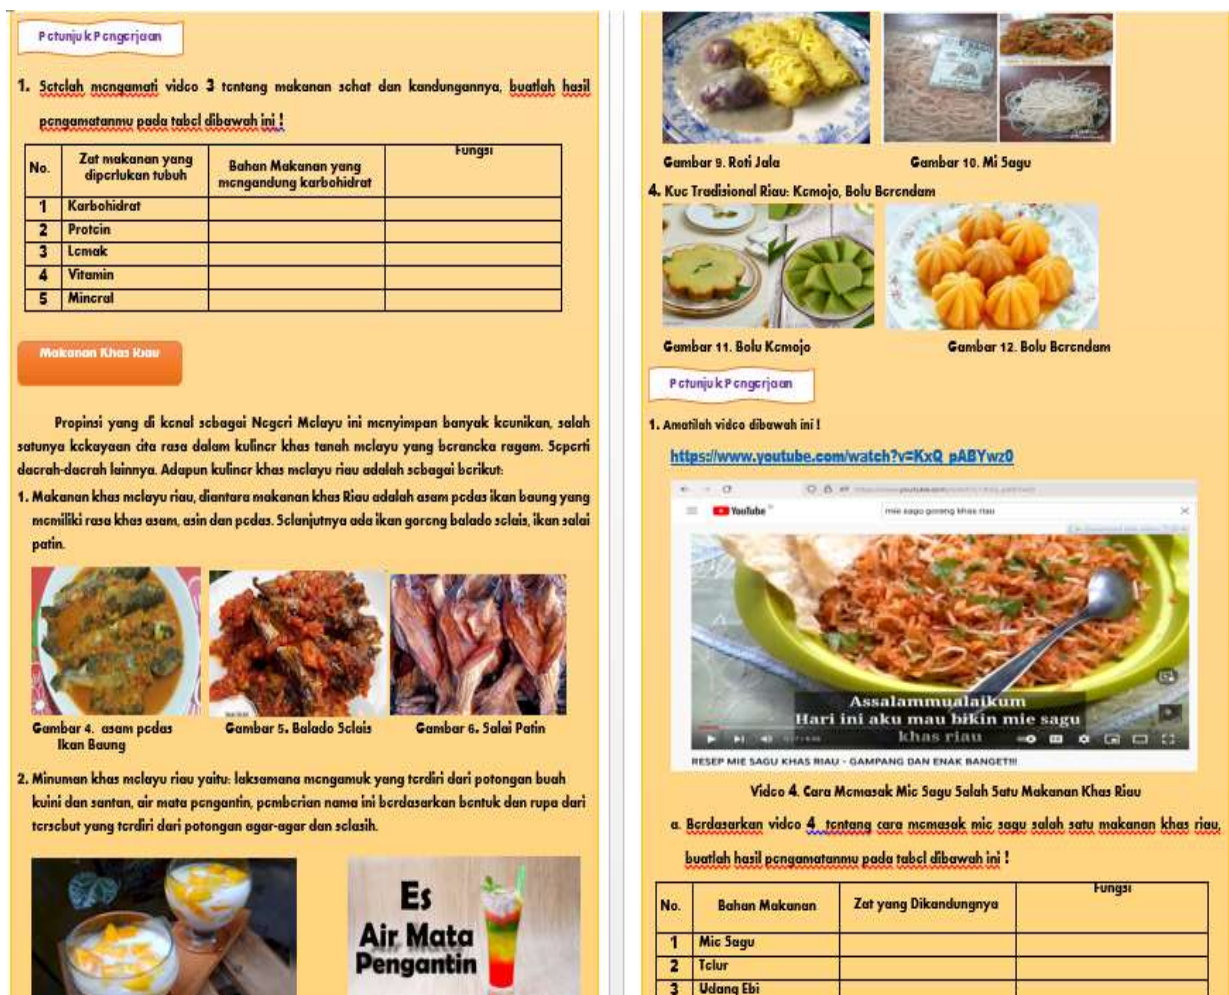 Petunjuk Pengerjaan
1. Setelah mengamati video 3 tentang makanan sehat dan kandungannya, buatlah hasil
pengamatanmu pada tabel dibawah ini !
No. Zat makanan yang diperlukan tubuh Bahan Makanan yang mengandung karbohidrat Fungsi
1 Karbohidrat
2 Protein
3 Lemak
4 Vitamin
5 Mineral
Makanan Khas Riau
Propinsi yang di kenal sebagai Negeri Melayu ini menyimpan banyak keunikan, salah
satunya kekayaan cita rasa dalam kuliner khas tanah melayu yang beraneka ragam. Seperti
daerah-daerah lainnya. Adapun kuliner khas melayu riau adalah sebagai berikut:
1. Makanan khas melayu riau, diantara makanan khas Riau adalah asam pedas ikan baung yang
memiliki rasa khas asam, asin dan pedas. Selanjutnya ada ikan goreng balado selais, ikan salai
patin.
Gambar 4. asam pedas
Ikan Baung
Gambar 5. Balado Selais
Gambar 6. Salai Patin
2. Minuman khas melayu riau yaitu: laksamana mengamuk yang terdiri dari potongan buah
kuini dan santan, air mata pengantin, pemberian nama ini berdasarkan bentuk dan rupa dari
tersebut yang terdiri dari potongan agar-agar dan selasih.
Es
Air Mata
Pengantin
Gambar 9. Roti Jala
Gambar 10. Mi Sagu
4. Kue Tradisional Riau: Kemojo, Bolu Berendam
Gambar 11. Bolu Kemojo
Gambar 12. Bolu Berendam
Petunjuk Pengerjaan
1. Amatilah video dibawah ini !
https://www.youtube.com/watch?v=KxQ_pABYwz0
YouTube
mie sagu goreng khas riau
Assalammualaikum
Hari ini aku mau bikin mie sagu
khas riau
RESEP MIE SAGU KHAS RIAU - GAMPANG DAN ENAK BANGET!!!
Video 4. Cara Memasak Mie Sagu Salah Satu Makanan Khas Riau
a. Berdasarkan video 4 tentang cara memasak mie sagu salah satu makanan khas riau,
buatlah hasil pengamatanmu pada tabel dibawah ini !
No. Bahan Makanan Zat yang Dikandungnya Fungsi
1 Mie Sagu
2 Telur
3 Udang Ebi